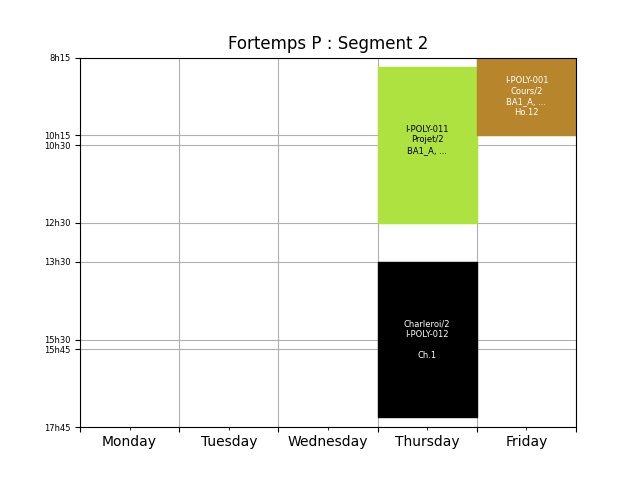 Fortemps P : Segment 2
8h15
10h15
10h30
12h30
13h30
15h30
15h45
17h45
I-POLY-011
Projet/2
BA1_A, ...
I-POLY-001
Cours/2
BA1_A, ...
Ho.12
Charleroi/2
I-POLY-012
Ch.1
Monday
Tuesday
Wednesday
Thursday
Friday